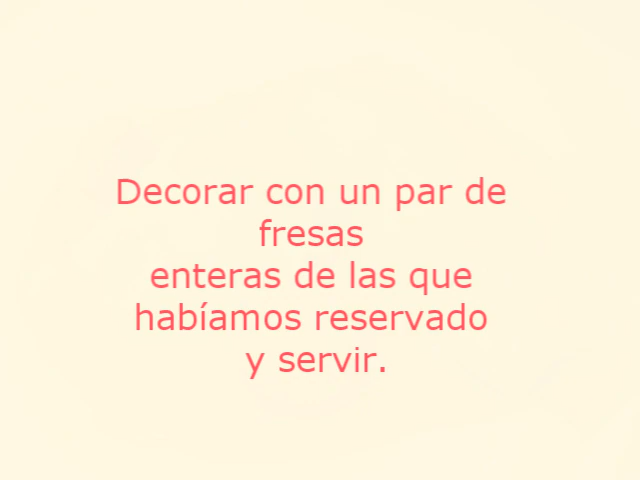 Decorar con un par de
fresas
enteras de las que
habíamos reservado
y servir.